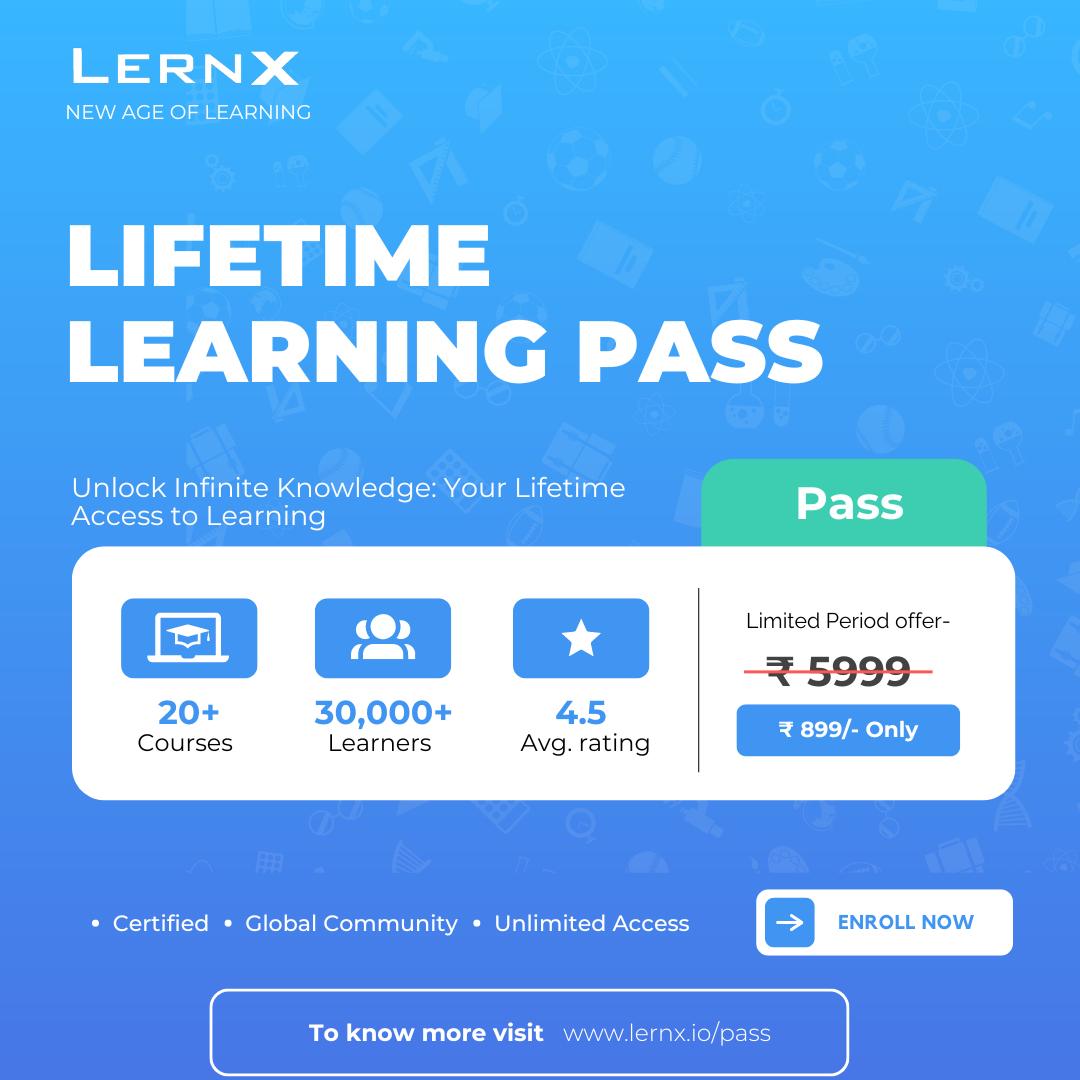 LERNX
NEW AGE OF LEARNING
LIFETIME
LEARNING PASS
Unlock Infinite Knowledge: Your Lifetime
Access to Learning
Pass
20+
Courses
30,000+
Learners
4.5
Avg. rating
Limited Period offer-
₹ 5999
₹ 899/- Only
• Certified • Global Community • Unlimited Access
ENROLL NOW
To know more visit www.lernx.io/pass